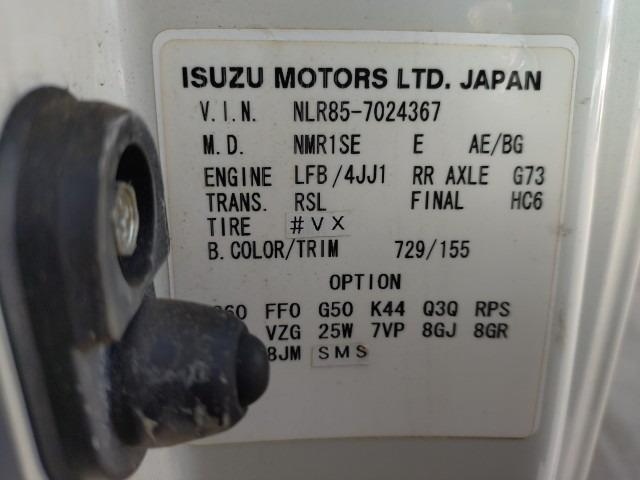 ISUZU MOTORS LTD. JAPAN
V.I.N. NLR85-7024367
M.D. NMR1SE E AE/BG
ENGINE LFB/4JJ1 RR AXLE G73
TRANS. RSL FINAL HC6
TIRE #VX
B.COLOR/TRIM 729/155
OPTION
FF0 G50 K44 Q3Q RPS
VZG 25W 7VP 8GJ 8GR
8JM SMS